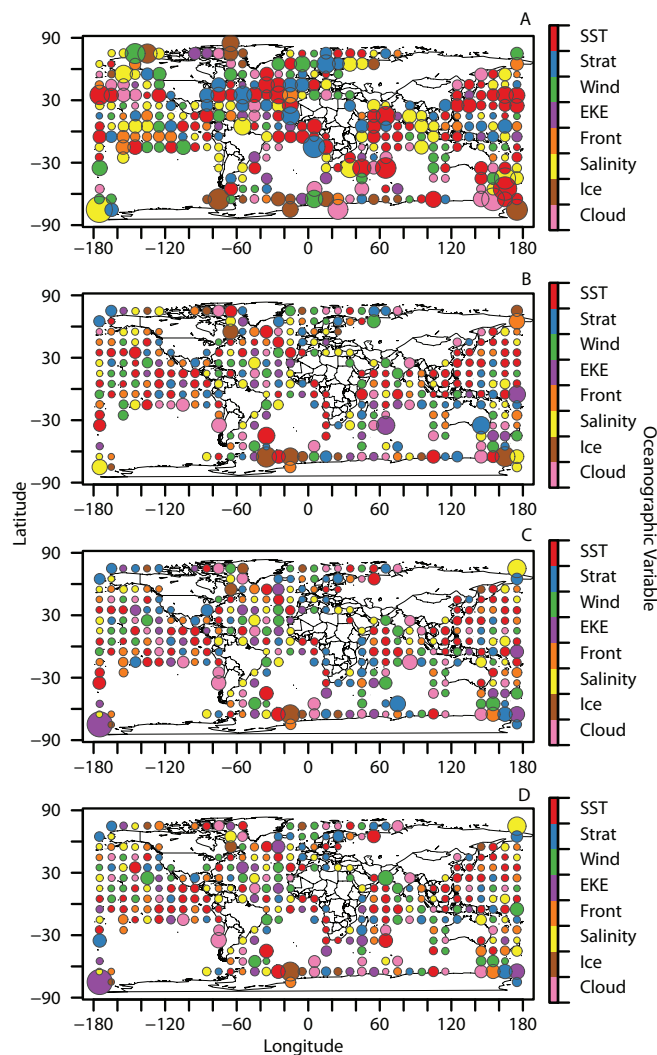 A
90
30
−30
−90
−180
−120
−60
0
60
120
180
SST
Strat
Wind
EKE
Front
Salinity
Ice
Cloud
B
90
30
−30
−90
−180
−120
−60
0
60
120
180
SST
Strat
Wind
EKE
Front
Salinity
Ice
Cloud
Latitude
Oceanographic Variable
C
90
30
−30
−90
−180
−120
−60
0
60
120
180
SST
Strat
Wind
EKE
Front
Salinity
Ice
Cloud
D
90
30
−30
−90
−180
−120
−60
0
60
120
180
SST
Strat
Wind
EKE
Front
Salinity
Ice
Cloud
Longitude